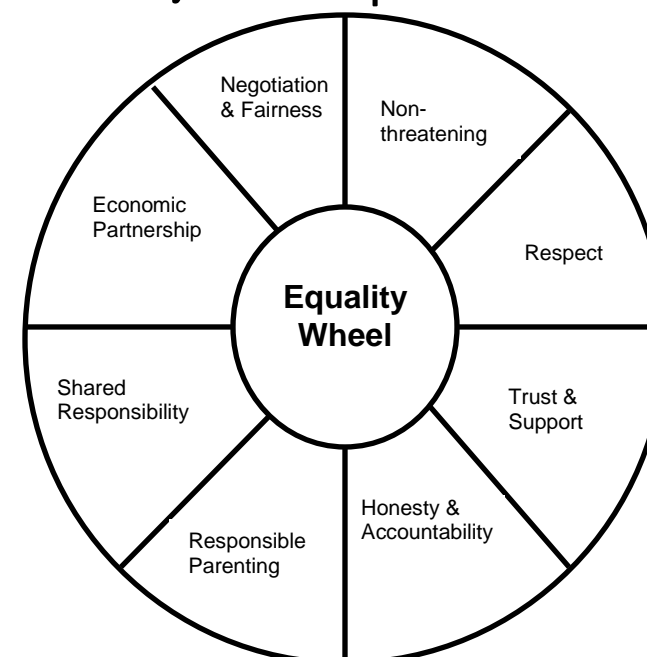 Negotiation
& Fairness
Non-
threatening
Economic
Partnership
Respect
Equality
Wheel
Shared
Responsibility
Trust &
Support
Honesty &
Accountability
Responsible
Parenting